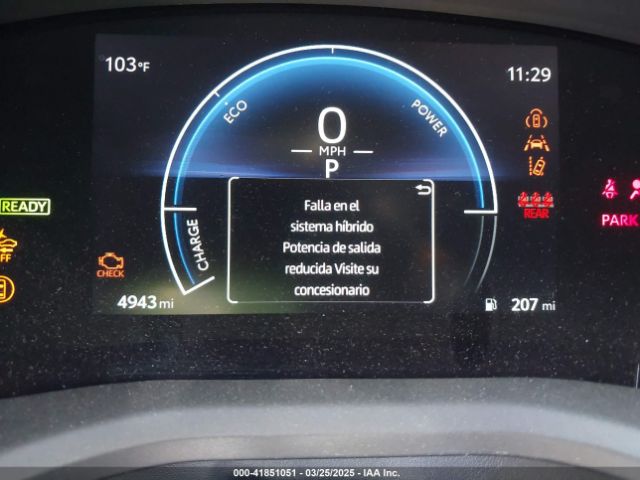 103°F
11:29
ECO
POWER
0
MPH
P
READY
REAR
PARK
OFF
CHARGE
CHECK
Falla en el
sistema híbrido
Potencia de salida
reducida Visite su
concesionario
4943 mi
207 mi
000-41851051 / 03/25/2025 - IAA Inc.